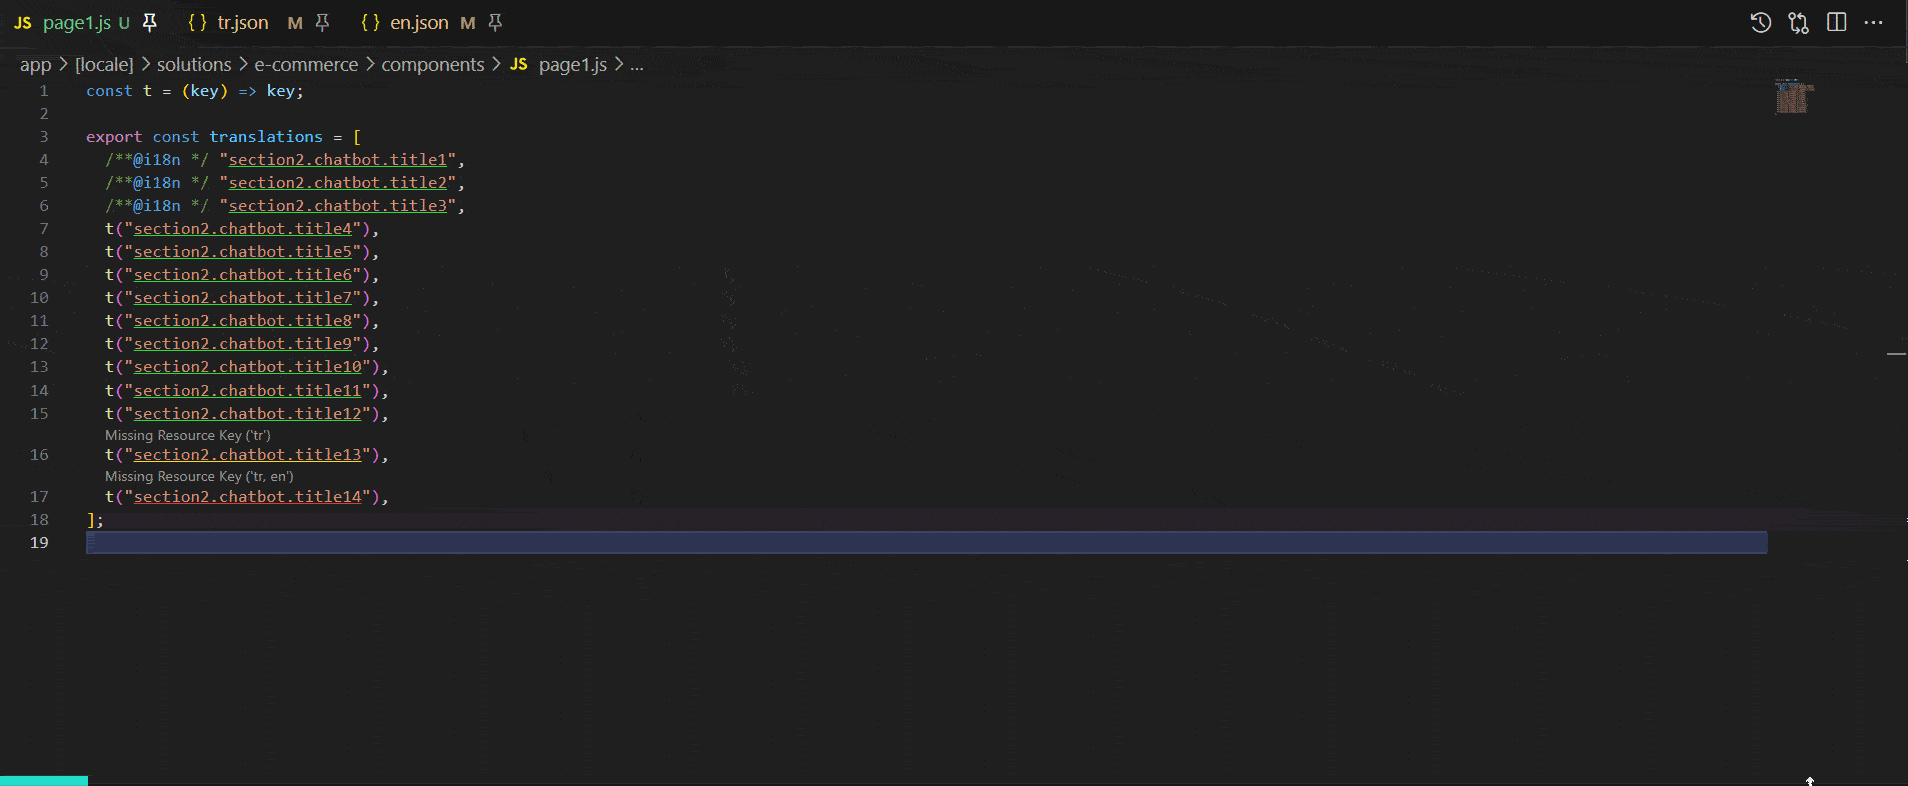 JS page1.js U {} tr.json M {} en.json M
app > [locale] > solutions > e-commerce > components > JS page1.js > ...
1 const t = (key) => key;
2
3 export const translations = [
4 /**@i18n */ "section2.chatbot.title1",
5 /**@i18n */ "section2.chatbot.title2",
6 /**@i18n */ "section2.chatbot.title3",
7 t("section2.chatbot.title4"),
8 t("section2.chatbot.title5"),
9 t("section2.chatbot.title6"),
10 t("section2.chatbot.title7"),
11 t("section2.chatbot.title8"),
12 t("section2.chatbot.title9"),
13 t("section2.chatbot.title10"),
14 t("section2.chatbot.title11"),
15 t("section2.chatbot.title12"),
Missing Resource Key ('tr')
16 t("section2.chatbot.title13"),
Missing Resource Key ('tr, en')
17 t("section2.chatbot.title14"),
18 ];
19